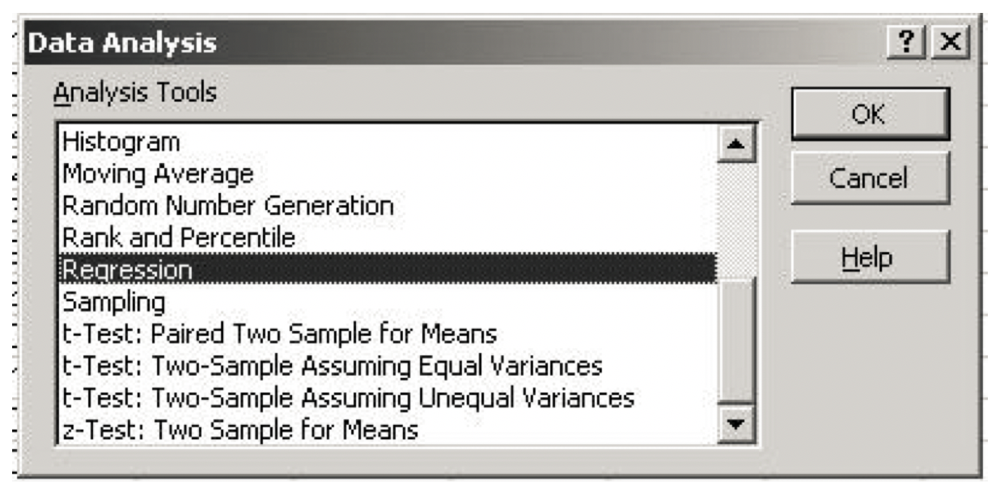 Data Analysis
? X
Analysis Tools
Histogram
Moving Average
Random Number Generation
Rank and Percentile
Regression
Sampling
t-Test: Paired Two Sample for Means
t-Test: Two-Sample Assuming Equal Variances
t-Test: Two-Sample Assuming Unequal Variances
z-Test: Two Sample for Means
OK
Cancel
Help